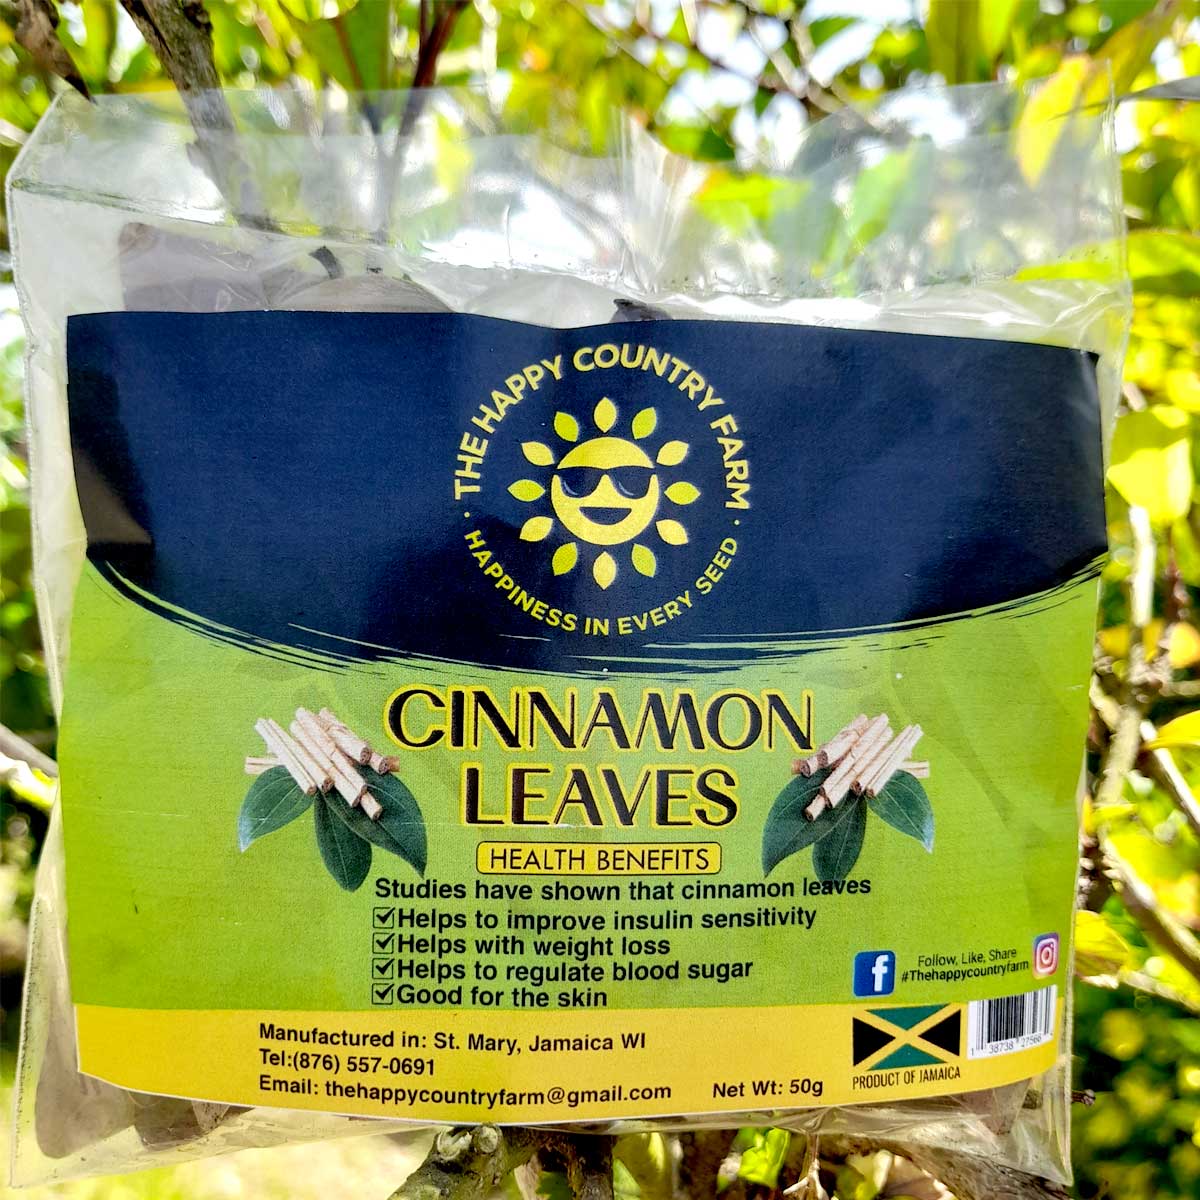 THE HAPPY COUNTRY FARM
HAPPINESS IN EVERY SEED
CINNAMON
LEAVES
HEALTH BENEFITS
Studies have shown that cinnamon leaves
Helps to improve insulin sensitivity
Helps with weight loss
Helps to regulate blood sugar
Good for the skin
Follow, Like, Share
#Thehappycountryfarm
Manufactured in: St. Mary, Jamaica WI
Tel:(876) 557-0691
Email: thehappycountryfarm@gmail.com
Net Wt: 50g
PRODUCT OF JAMAICA